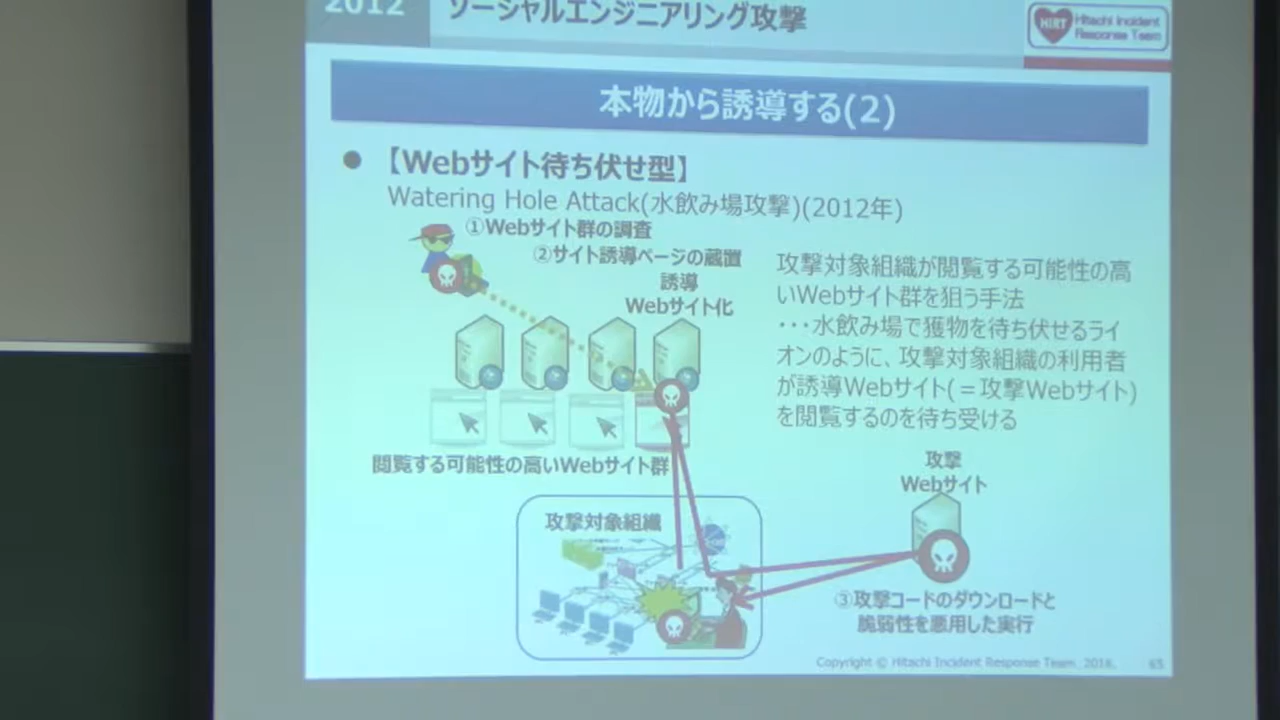 2012 ソーシャルエンジニアリング攻撃
HIRT Hitachi Incident
Response Team
本物から誘導する(2)
● 【Webサイト待ち伏せ型】
Watering Hole Attack(水飲み場攻撃)(2012年)
①Webサイト群の調査
②サイト誘導ページの蔵置
誘導
Webサイト化
攻撃対象組織が閲覧する可能性の高
いWebサイト群を狙う手法
・・・水飲み場で獲物を待ち伏せるライ
オンのように、攻撃対象組織の利用者
が誘導Webサイト(＝攻撃Webサイト)
を閲覧するのを待ち受ける
閲覧する可能性の高いWebサイト群
攻撃対象組織
攻撃
Webサイト
③攻撃コードのダウンロードと
脆弱性を悪用した実行
Copyright © Hitachi Incident Response Team. 2016.
65